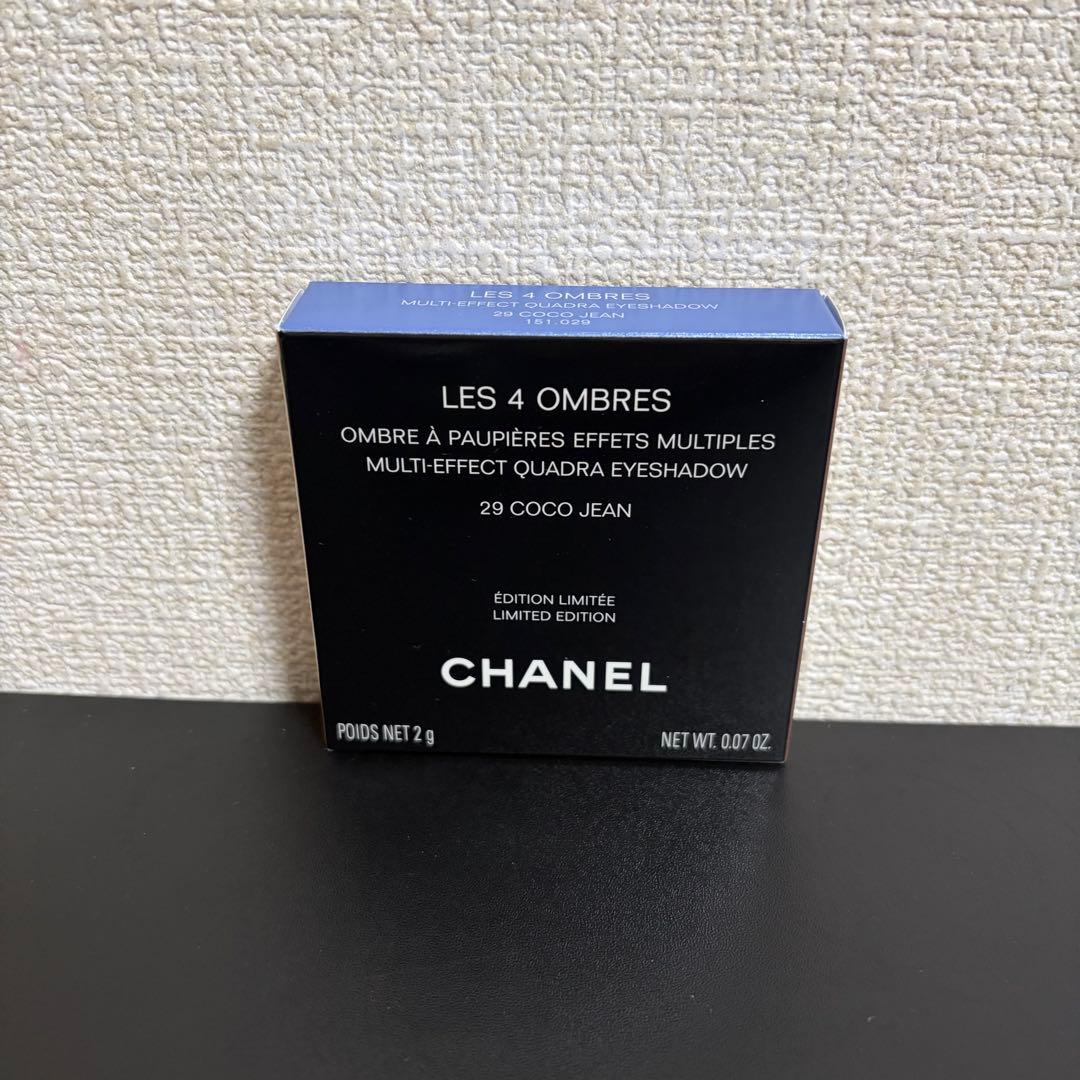 LES 4 OMBRES
MULTI-EFFECT QUADRA EYESHADOW
29 COCO JEAN
151.029
LES 4 OMBRES
OMBRE À PAUPIÈRES EFFETS MULTIPLES
MULTI-EFFECT QUADRA EYESHADOW
29 COCO JEAN
ÉDITION LIMITÉE
LIMITED EDITION
CHANEL
POIDS NET 2 g
NET WT. 0.07 OZ.